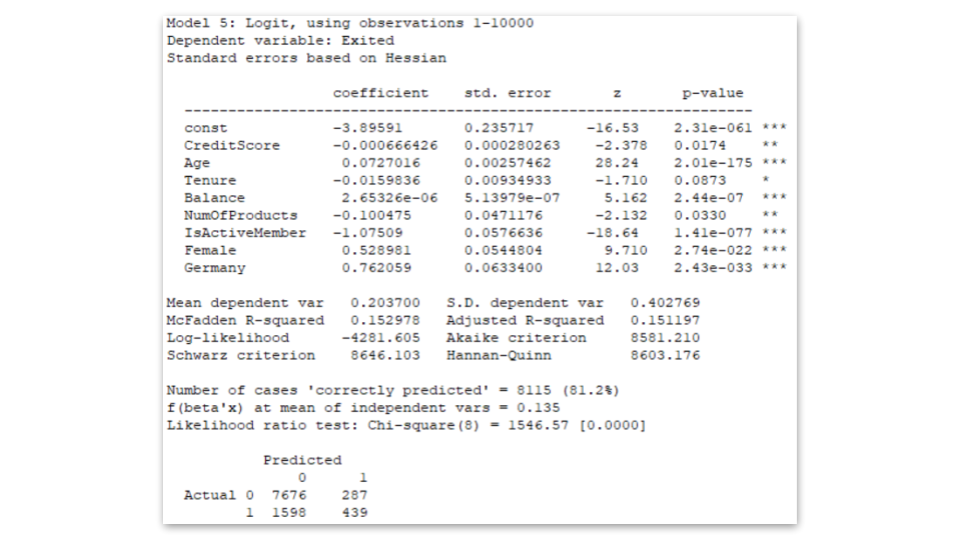 Model 5: Logit, using observations 1-10000
Dependent variable: Exited
Standard errors based on Hessian
coefficient std. error z p-value
---------------------------------------------------------------
const -3.89591 0.235717 -16.53 2.31e-061 ***
CreditScore -0.000666426 0.000280263 -2.378 0.0174 **
Age 0.0727016 0.00257462 28.24 2.01e-175 ***
Tenure -0.0159836 0.00934933 -1.710 0.0873 *
Balance 2.65326e-06 5.13979e-07 5.162 2.44e-07 ***
NumOfProducts -0.100475 0.0471176 -2.132 0.0330 **
IsActiveMember -1.07509 0.0576636 -18.64 1.41e-077 ***
Female 0.528981 0.0544804 9.710 2.74e-022 ***
Germany 0.762059 0.0633400 12.03 2.43e-033 ***
Mean dependent var 0.203700 S.D. dependent var 0.402769
McFadden R-squared 0.152978 Adjusted R-squared 0.151197
Log-likelihood -4281.605 Akaike criterion 8581.210
Schwarz criterion 8646.103 Hannan-Quinn 8603.176
Number of cases 'correctly predicted' = 8115 (81.2%)
f(beta'x) at mean of independent vars = 0.135
Likelihood ratio test: Chi-square(8) = 1546.57 [0.0000]
Predicted
0 1
Actual 0 7676 287
1 1598 439